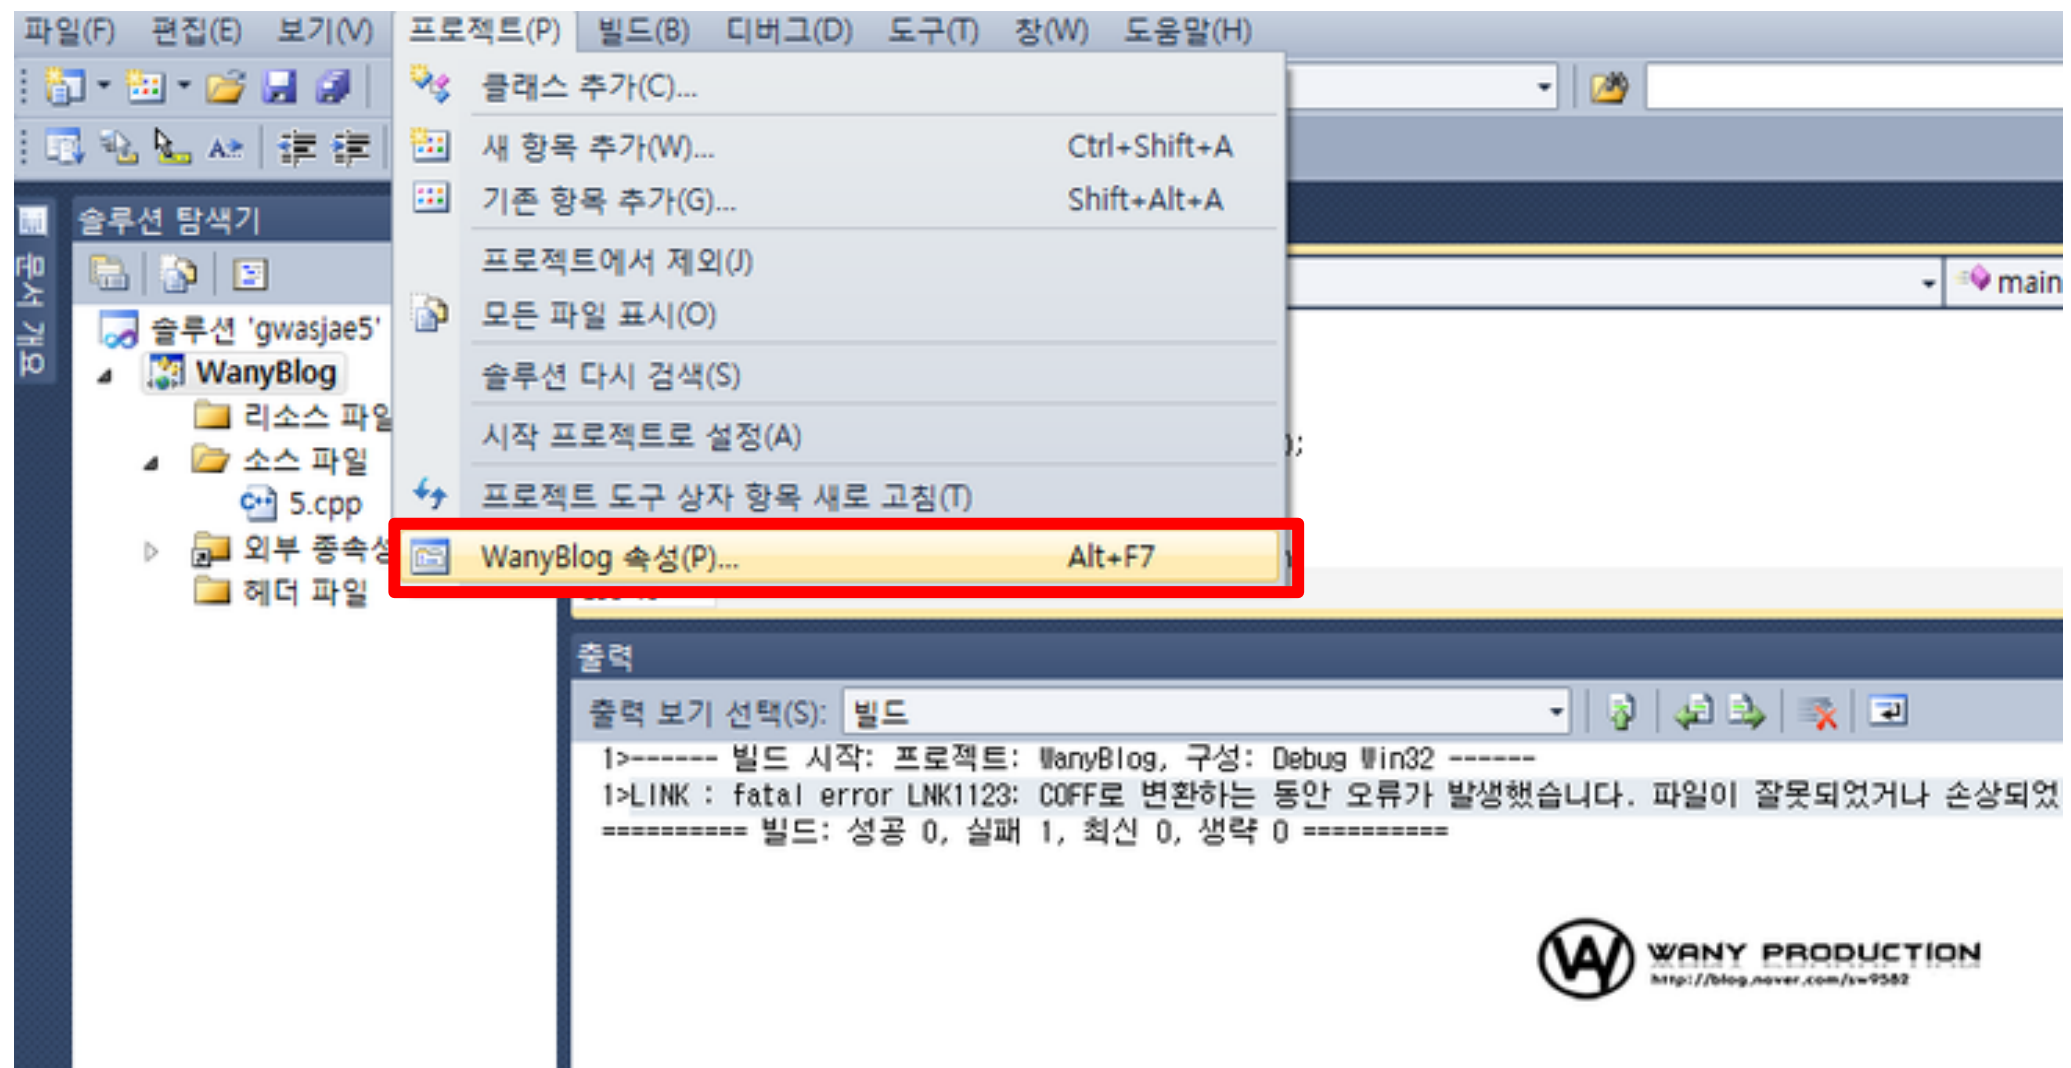 파일(F) 편집(E) 보기(V) 프로젝트(P) 빌드(B) 디버그(D) 도구(T) 창(W) 도움말(H)
클래스 추가(C)...
새 항목 추가(W)... Ctrl+Shift+A
기존 항목 추가(G)... Shift+Alt+A
프로젝트에서 제외(J)
모든 파일 표시(O)
솔루션 다시 검색(S)
시작 프로젝트로 설정(A)
프로젝트 도구 상자 항목 새로 고침(T)
WanyBlog 속성(P)... Alt+F7
문서 개요
솔루션 탐색기
솔루션 'gwasjae5'
WanyBlog
리소스 파일
소스 파일
5.cpp
외부 종속성
헤더 파일
main
);
출력
출력 보기 선택(S): 빌드
1>------ 빌드 시작: 프로젝트: WanyBlog, 구성: Debug Win32 ------
1>LINK : fatal error LNK1123: COFF로 변환하는 동안 오류가 발생했습니다. 파일이 잘못되었거나 손상되었
========== 빌드: 성공 0, 실패 1, 최신 0, 생략 0 ==========
WANY PRODUCTION
http://blog.naver.com/sw9582